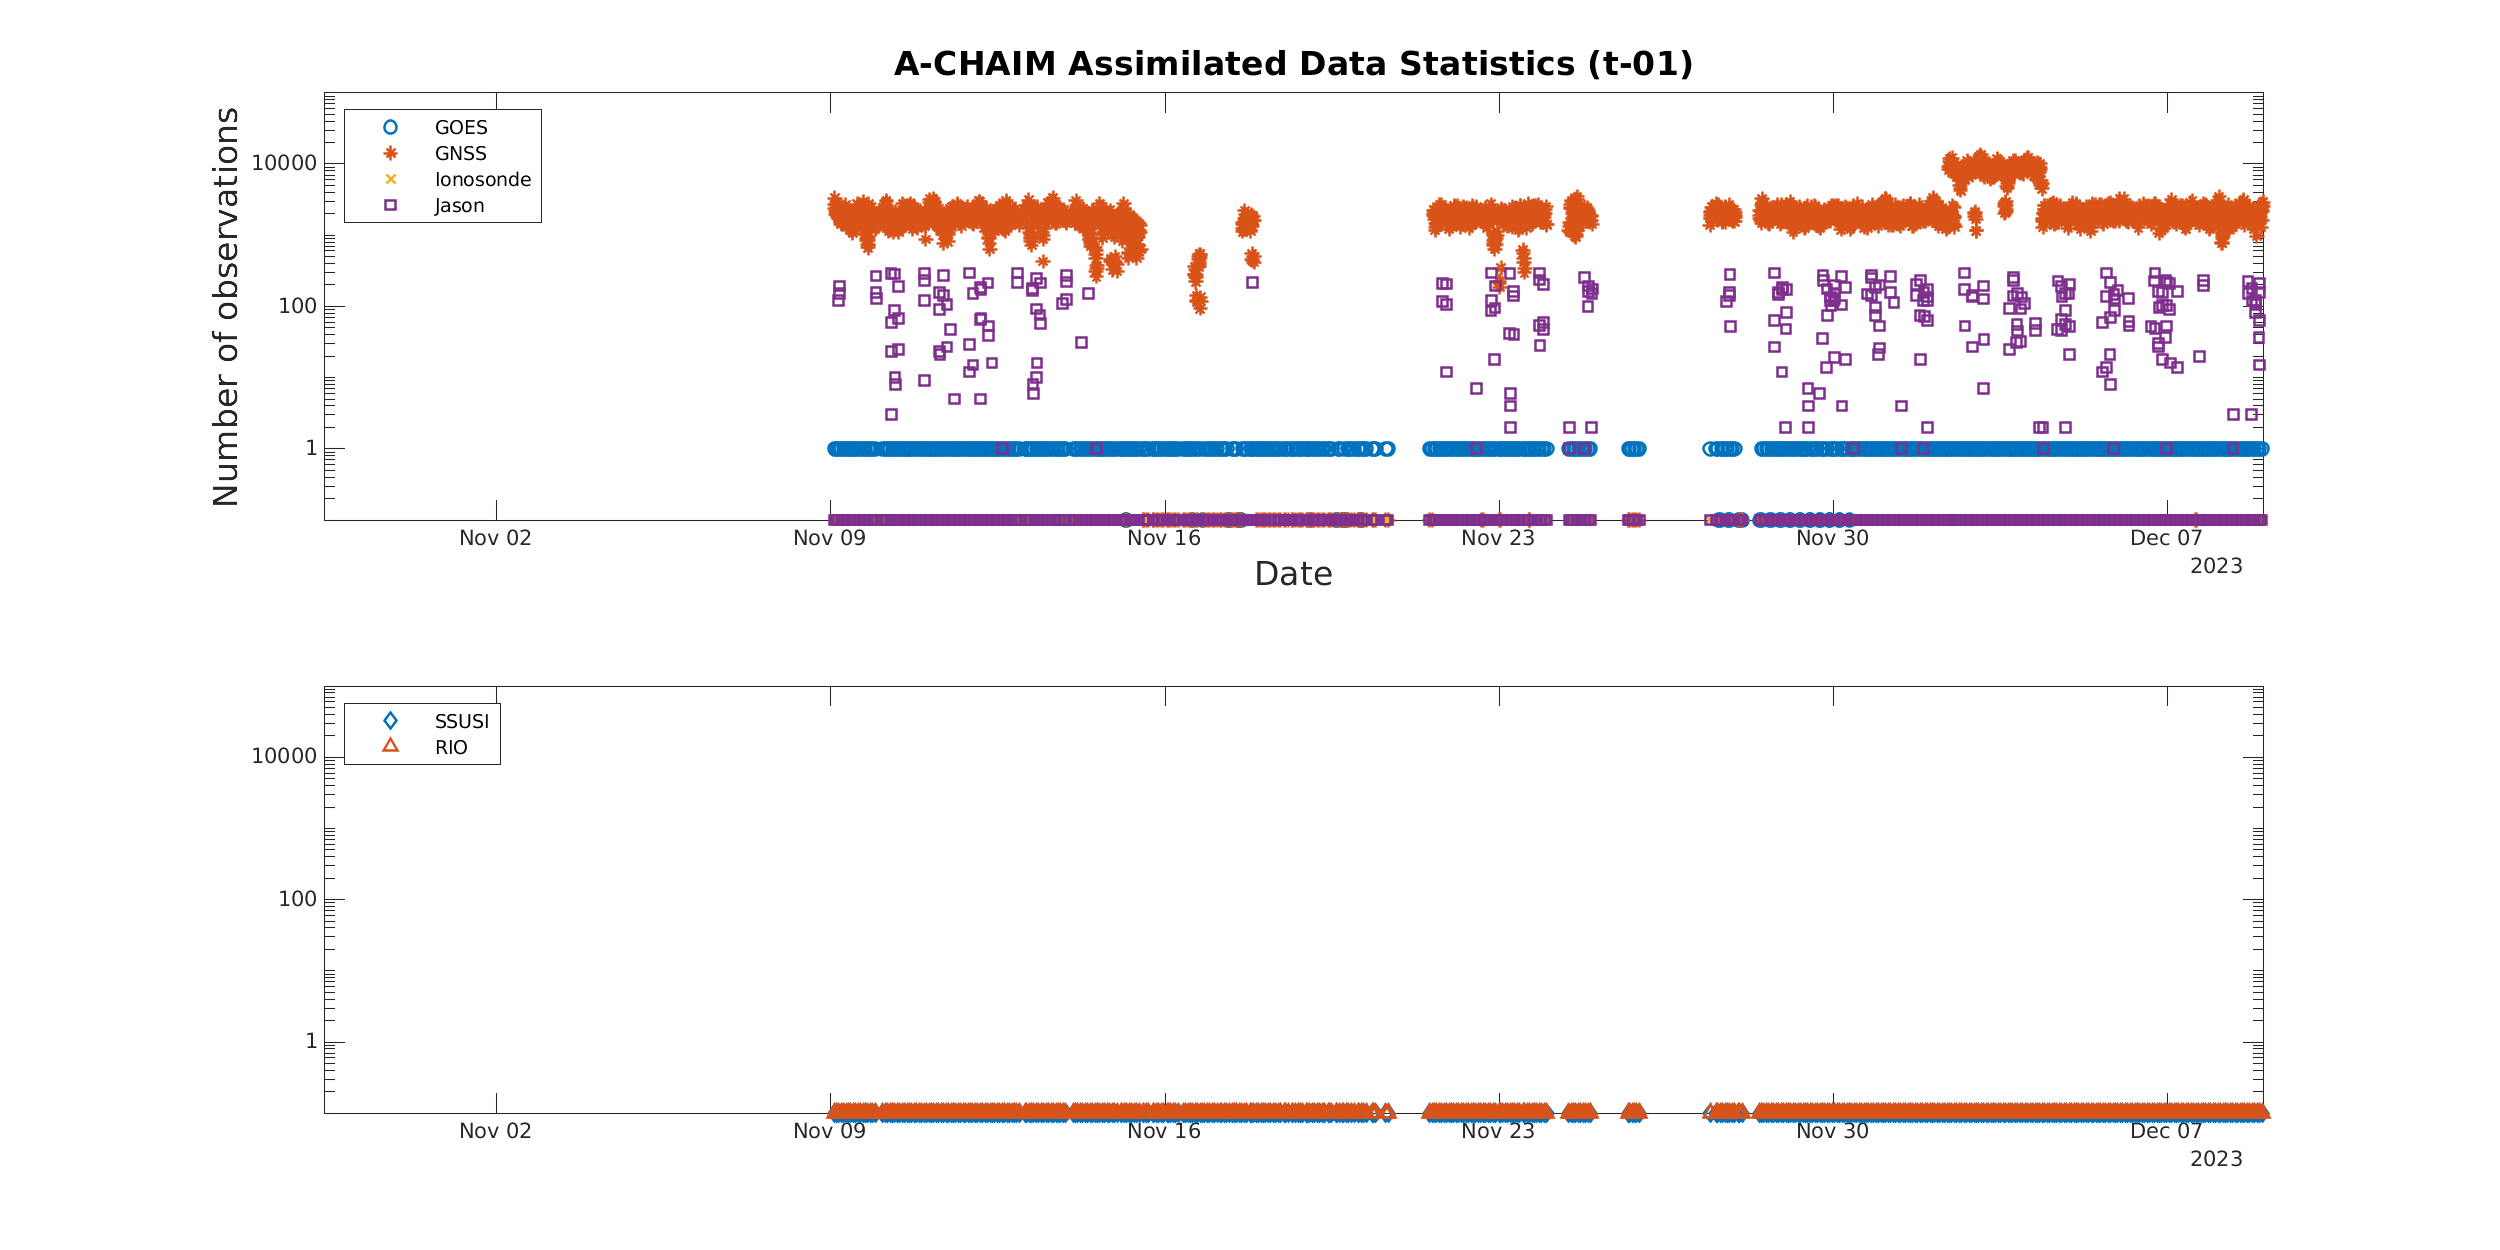 A-CHAIM Assimilated Data Statistics (t-01)
GOES
GNSS
Ionosonde
Jason
Number of observations
10000
100
1
Nov 02 Nov 09 Nov 16 Nov 23 Nov 30 Dec 07
2023
Date
SSUSI
RIO
10000
100
1
Nov 02 Nov 09 Nov 16 Nov 23 Nov 30 Dec 07
2023